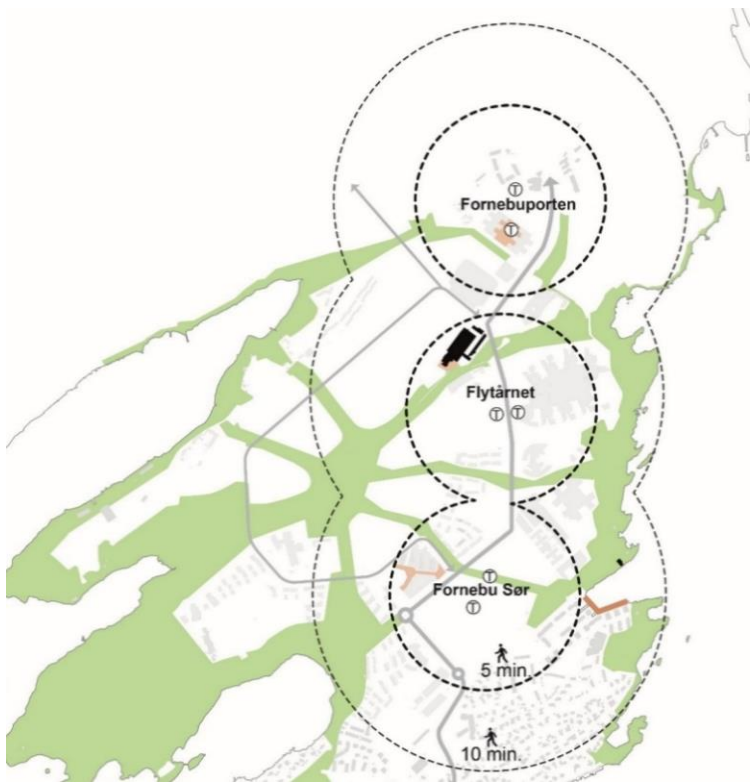 T
Fornebuporten
T
Flytårnet
T T
T
Fornebu Sør
T
5 min.
10 min.